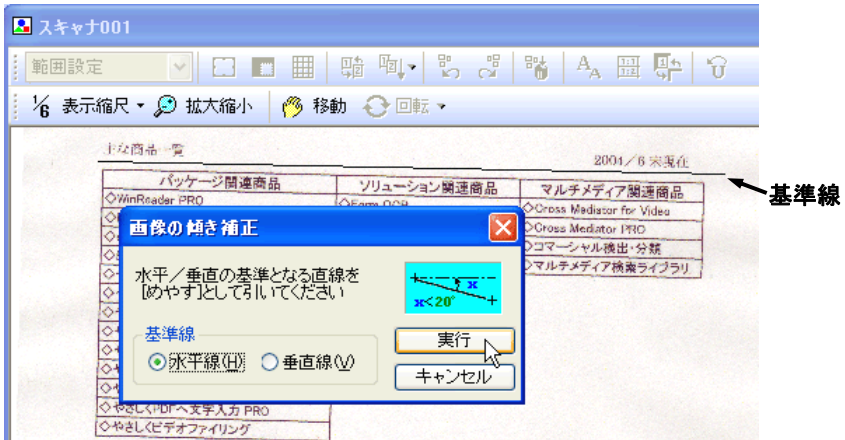 スキャナ001
範囲設定
1/6 表示縮尺 拡大縮小 移動 回転
主な商品一覧
2004／6 末現在
パッケージ関連商品 ソリューション関連商品 マルチメディア関連商品
◇WinReader PRO ◇Form OCR ◇Cross Mediator for Video
◇Cross Mediator PRO
◇コマーシャル検出・分類
◇マルチメディア検索ライブラリ
基準線
画像の傾き補正
水平／垂直の基準となる直線を
[めやす]として引いてください
x
x<20°
基準線
水平線(H) 垂直線(V)
実行
キャンセル
◇やさしくPDFへ文字入力 PRO
◇やさしくビデオファイリング